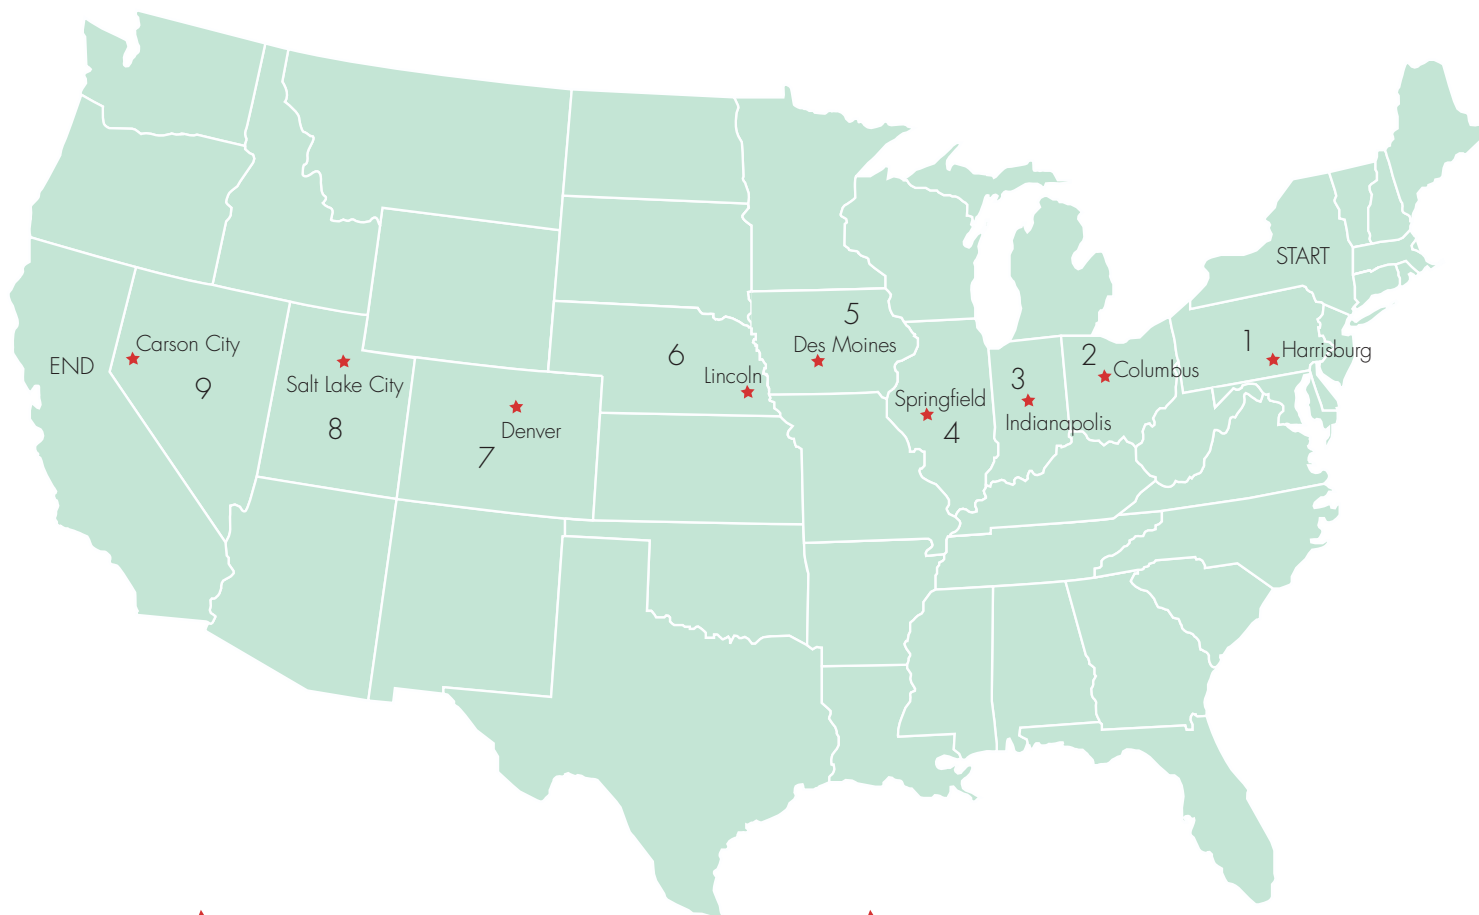 START
1
Harrisburg
2
Columbus
3
Indianapolis
Springfield
4
5
Des Moines
6
Lincoln
Denver
7
Salt Lake City
8
Carson City
9
END